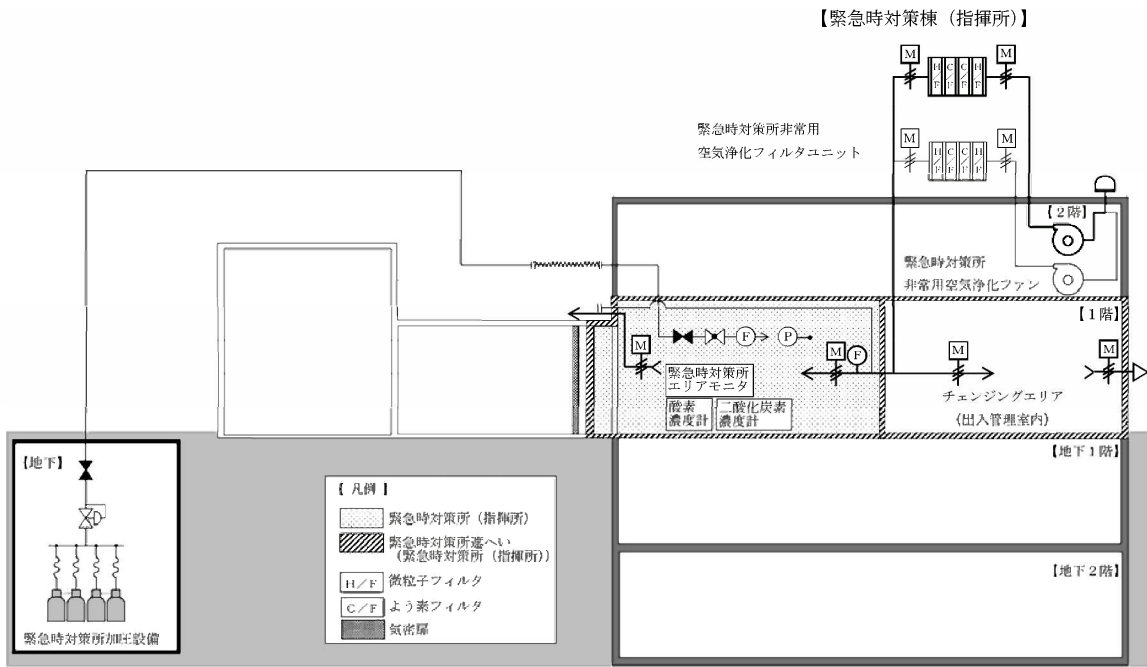 【緊急時対策棟（指揮所）】
M
M
H/F
C/F
C/F
H/F
緊急時対策所非常用
空気浄化フィルタユニット
M
M
H/F
C/F
C/F
H/F
【2階】
緊急時対策所
非常用空気浄化ファン
【1階】
F
P
M
M
F
M
M
緊急時対策所
エリアモニタ
酸素
濃度計
二酸化炭素
濃度計
チェンジングエリア
（出入管理室内）
【地下】
緊急時対策所加圧設備
【 凡例 】
緊急時対策所（指揮所）
緊急時対策所遮へい
（緊急時対策所（指揮所））
H／F
微粒子フィルタ
C／F
よう素フィルタ
気密扉
【地下1階】
【地下2階】